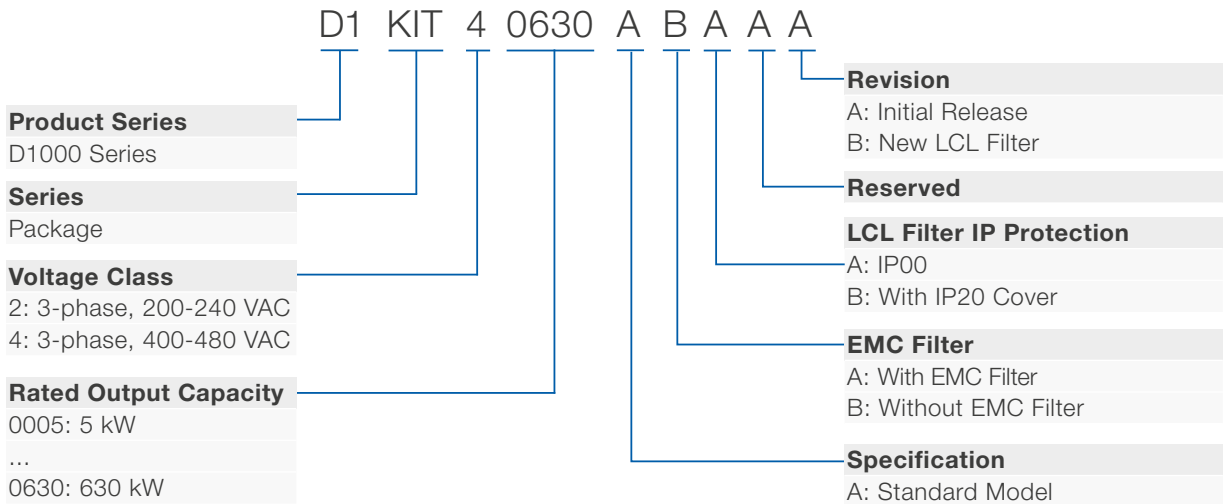 D1 KIT 4 0630 A B A A A
Product Series
D1000 Series
Series
Package
Voltage Class
2: 3-phase, 200-240 VAC
4: 3-phase, 400-480 VAC
Rated Output Capacity
0005: 5 kW
...
0630: 630 kW
Revision
A: Initial Release
B: New LCL Filter
Reserved
LCL Filter IP Protection
A: IP00
B: With IP20 Cover
EMC Filter
A: With EMC Filter
B: Without EMC Filter
Specification
A: Standard Model